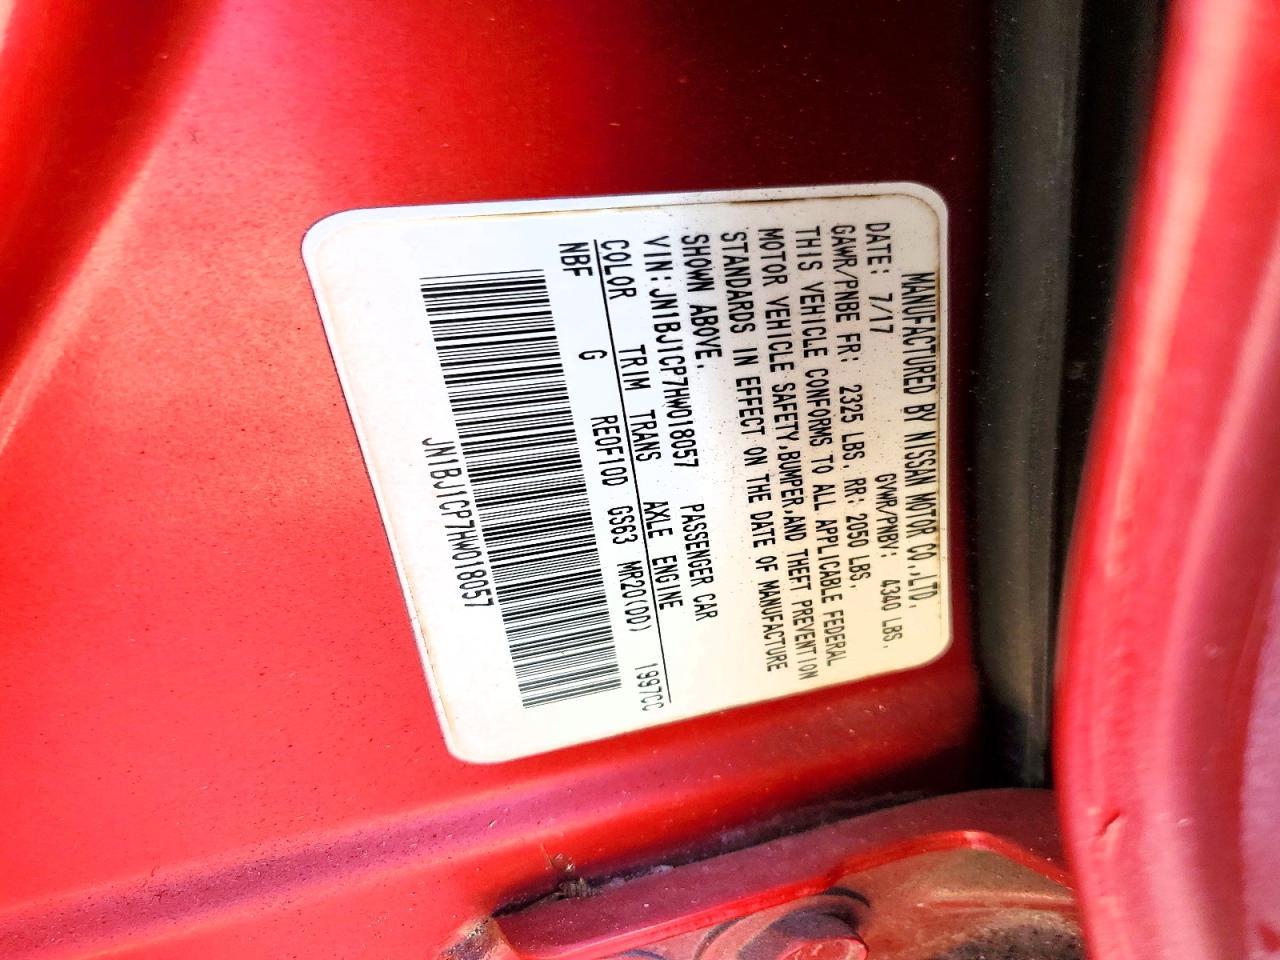 MANUFACTURED BY NISSAN MOTOR CO.,LTD.
DATE: 7/17 GVWR/PNBV: 4340 LBS.
GAWR/PNBE FR: 2325 LBS. RR: 2050 LBS.
THIS VEHICLE CONFORMS TO ALL APPLICABLE FEDERAL
MOTOR VEHICLE SAFETY,BUMPER,AND THEFT PREVENTION
STANDARDS IN EFFECT ON THE DATE OF MANUFACTURE
SHOWN ABOVE.
VIN:JN1BJ1CP7HW018057 PASSENGER CAR
COLOR TRIM TRANS AXLE ENGINE
NBF G RE0F10D GS63 MR20(DD) 1997CC
JN1BJ1CP7HW018057